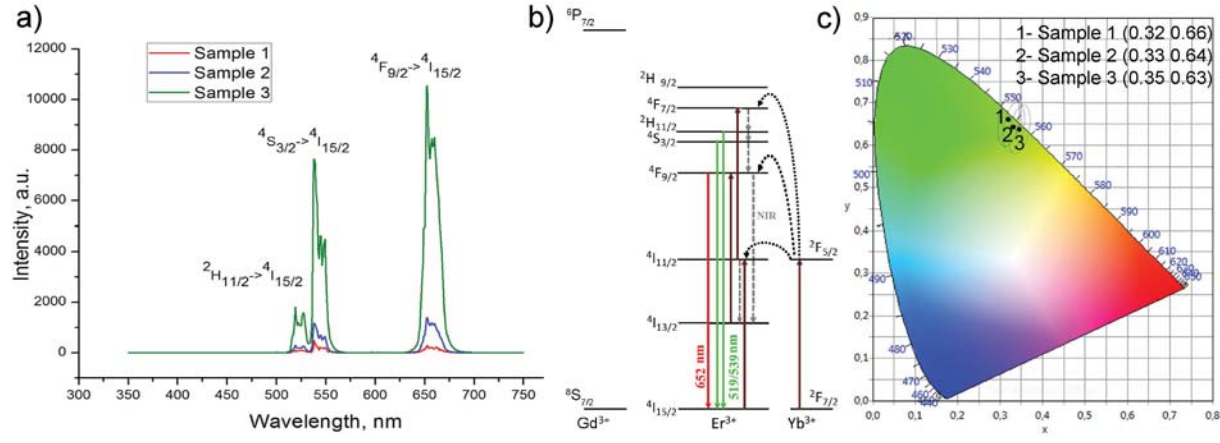 a)
Sample 1
Sample 2
Sample 3
12000
10000
8000
6000
4000
2000
0
Intensity, a.u.
⁴F₉/₂->⁴I₁₅/₂
⁴S₃/₂->⁴I₁₅/₂
²H₁₁/₂->⁴I₁₅/₂
300 350 400 450 500 550 600 650 700 750
Wavelength, nm
b)
⁶P₇/₂
²H ₉/₂
⁴F₇/₂
²H₁₁/₂
⁴S₃/₂
⁴F₉/₂
NIR
²F₅/₂
⁴I₁₁/₂
⁴I₁₃/₂
652 nm
519/539nm
⁸S₇/₂
⁴I₁₅/₂
²F₇/₂
Gd³⁺
Er³⁺
Yb³⁺
c)
1- Sample 1 (0.32 0.66)
2- Sample 2 (0.33 0.64)
3- Sample 3 (0.35 0.63)
0,9
0,8
0,7
0,6
0,5
0,4
0,3
0,2
0,1
0,0
y
520
530
540
550
560
570
580
590
600
610
620
510
500
490
480
470
460
440
1
2
3
0,0 0,1 0,2 0,3 0,4 0,5 0,6 0,7 0,8
x